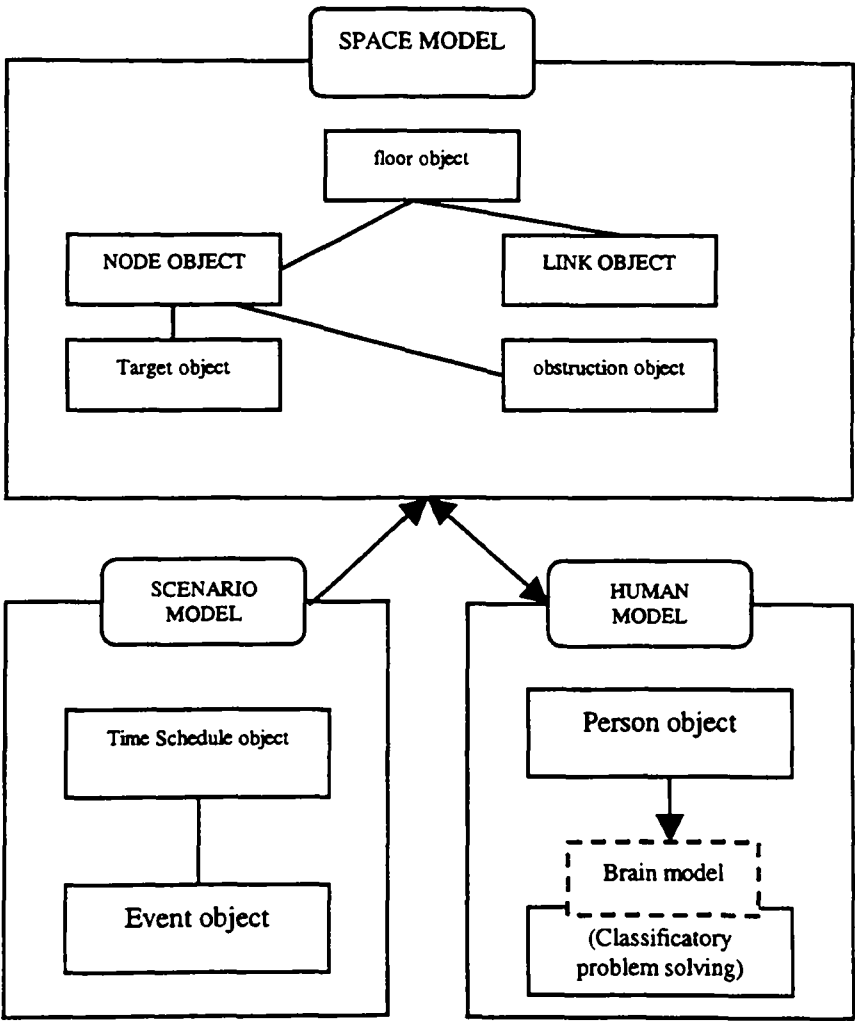 SPACE MODEL
floor object
NODE OBJECT
LINK OBJECT
Target object
obstruction object
SCENARIO
MODEL
Time Schedule object
Event object
HUMAN
MODEL
Person object
Brain model
(Classificatory
problem solving)